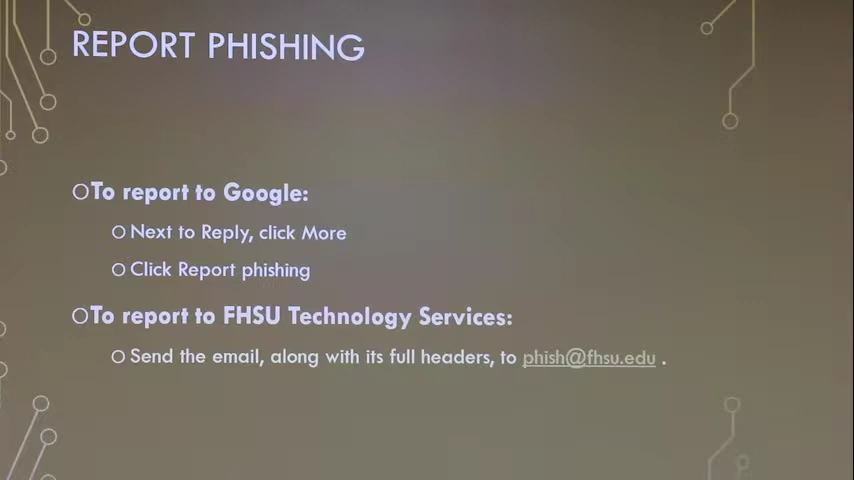 REPORT PHISHING
To report to Google:
Next to Reply, click More
Click Report phishing
To report to FHSU Technology Services:
Send the email, along with its full headers, to phish@fhsu.edu .